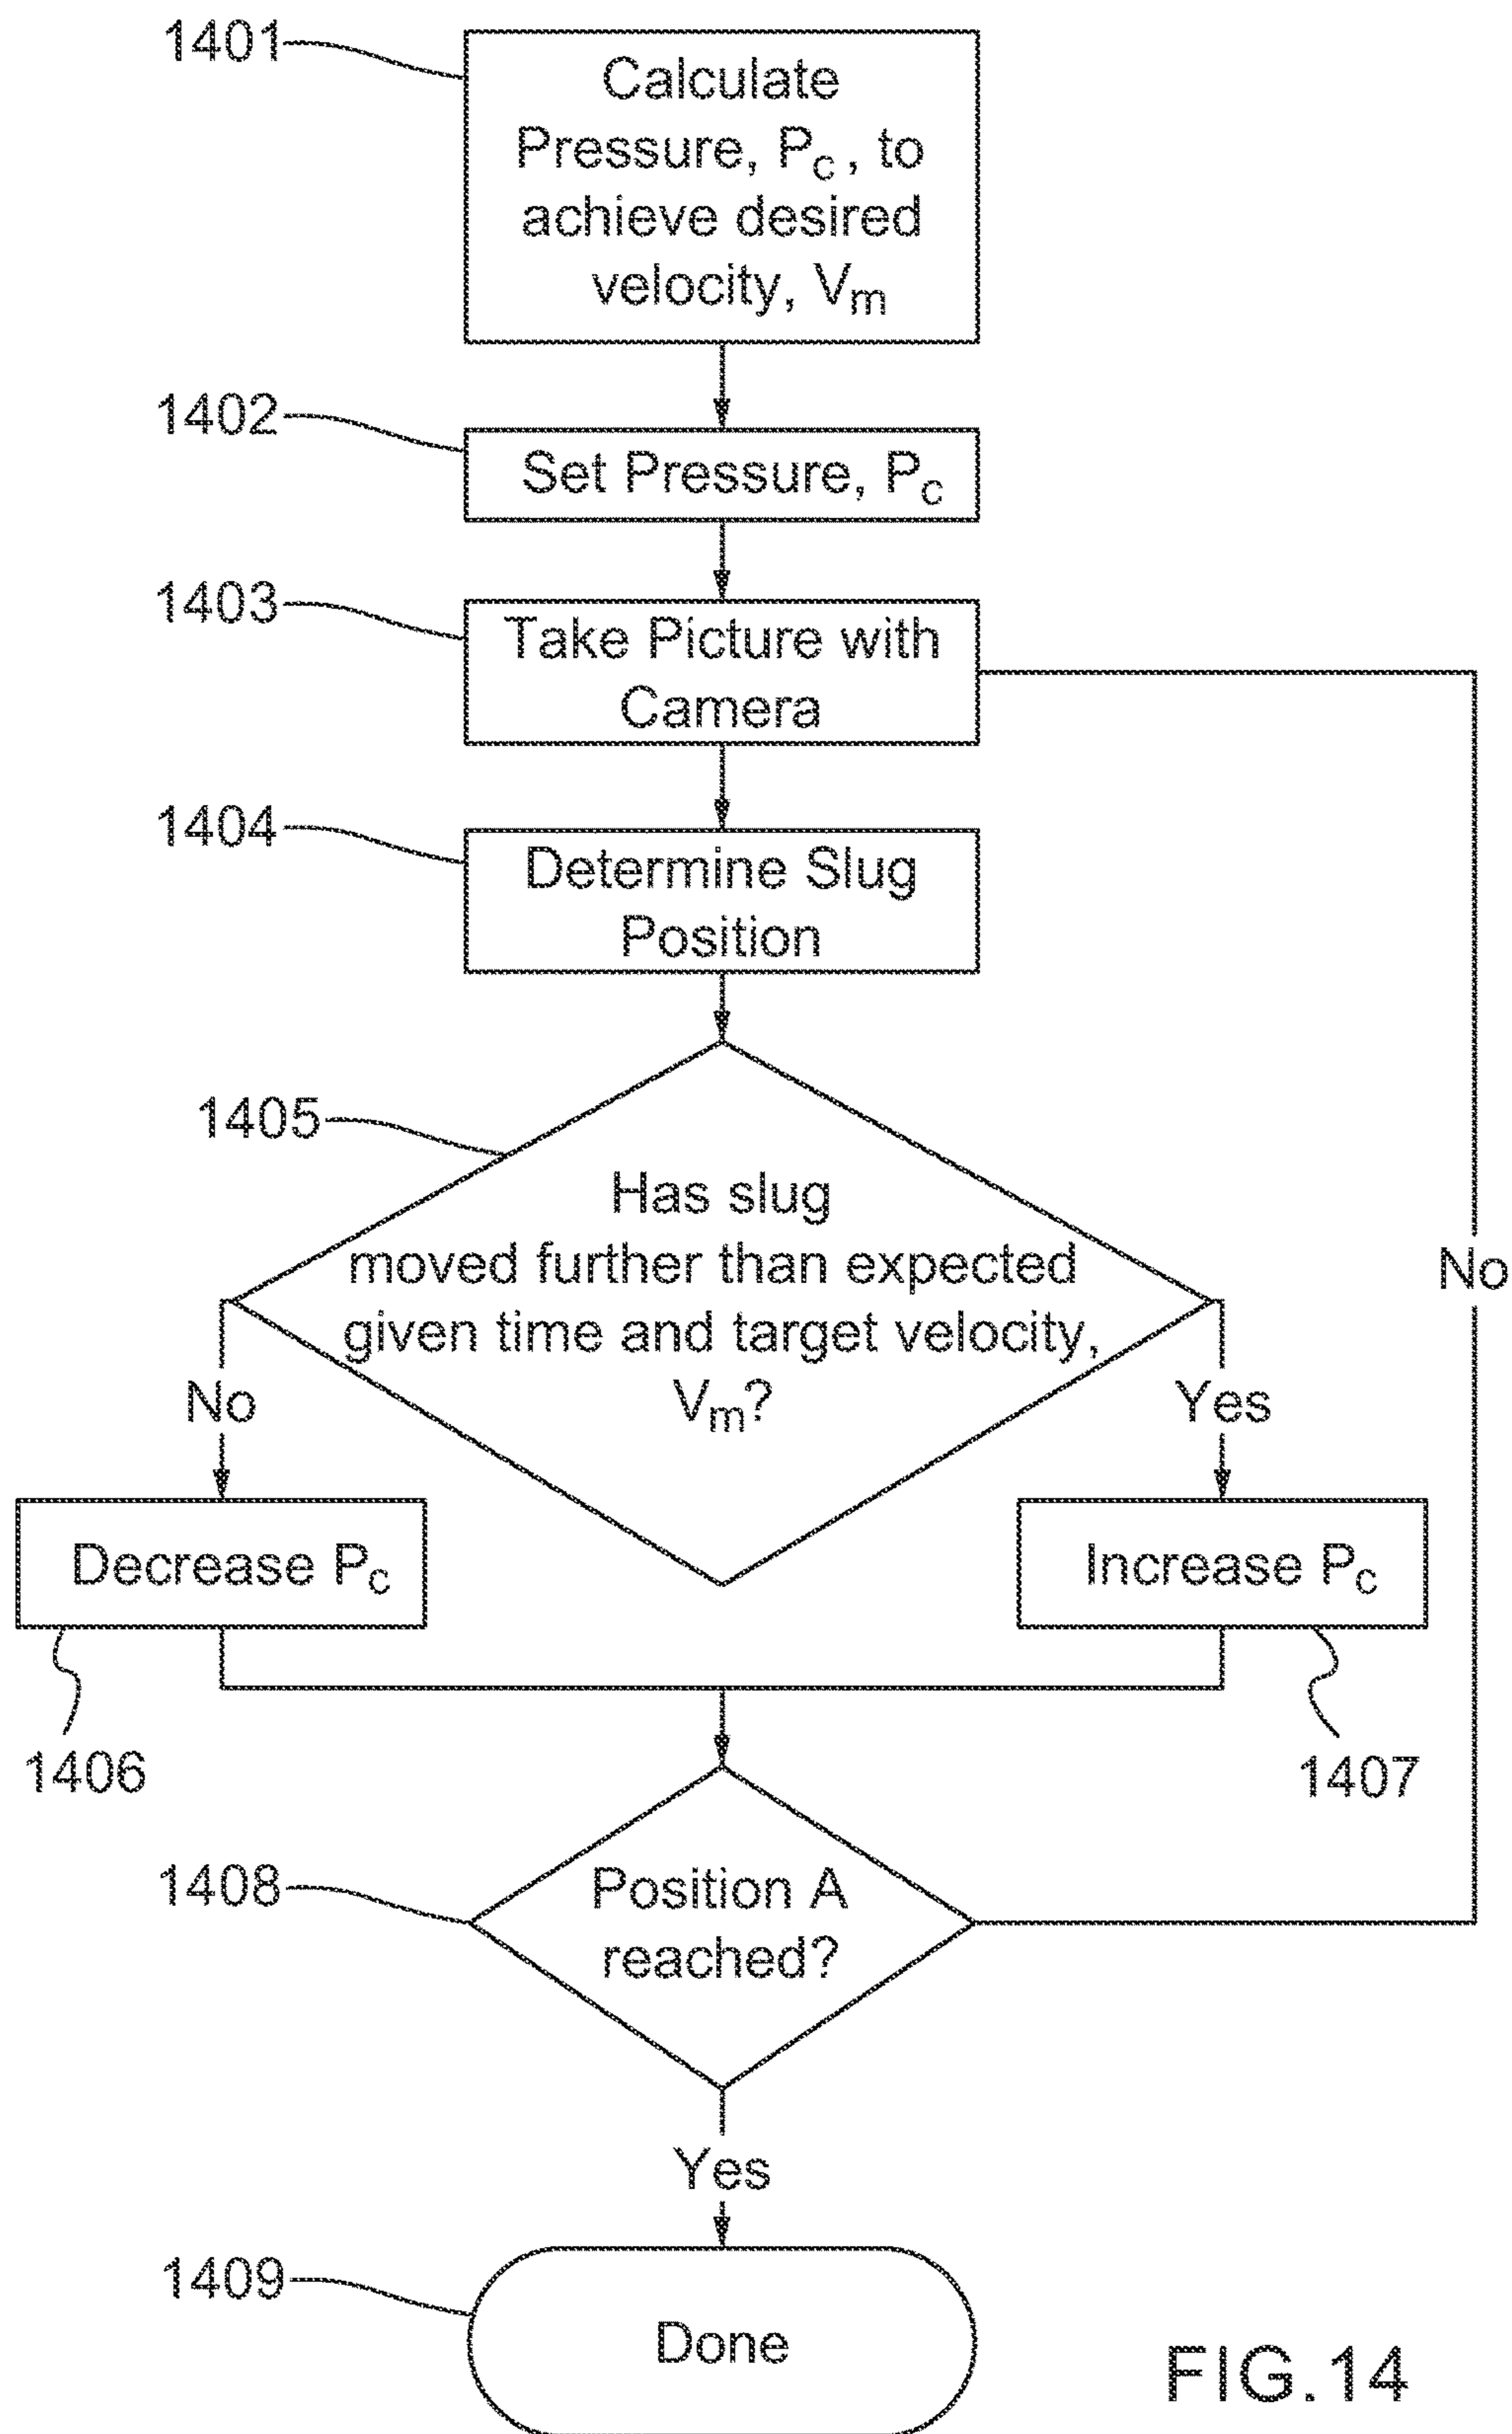 1401
Calculate
Pressure, Pc, to
achieve desired
velocity, Vm
1402
Set Pressure, Pc
1403
Take Picture with
Camera
1404
Determine Slug
Position
1405
Has slug
moved further than expected
given time and target velocity,
Vm?
No
Yes
No
Decrease Pc
Increase Pc
1406
1407
1408
Position A
reached?
Yes
1409
Done
FIG.14